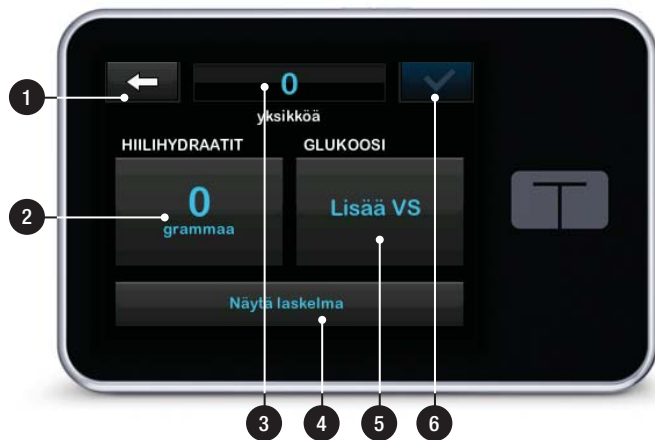 0
1
yksikköä
HIILIHYDRAATIT GLUKOOSI
2
0
grammaa
Lisää VS
Näytä laskelma
3 4 5 6